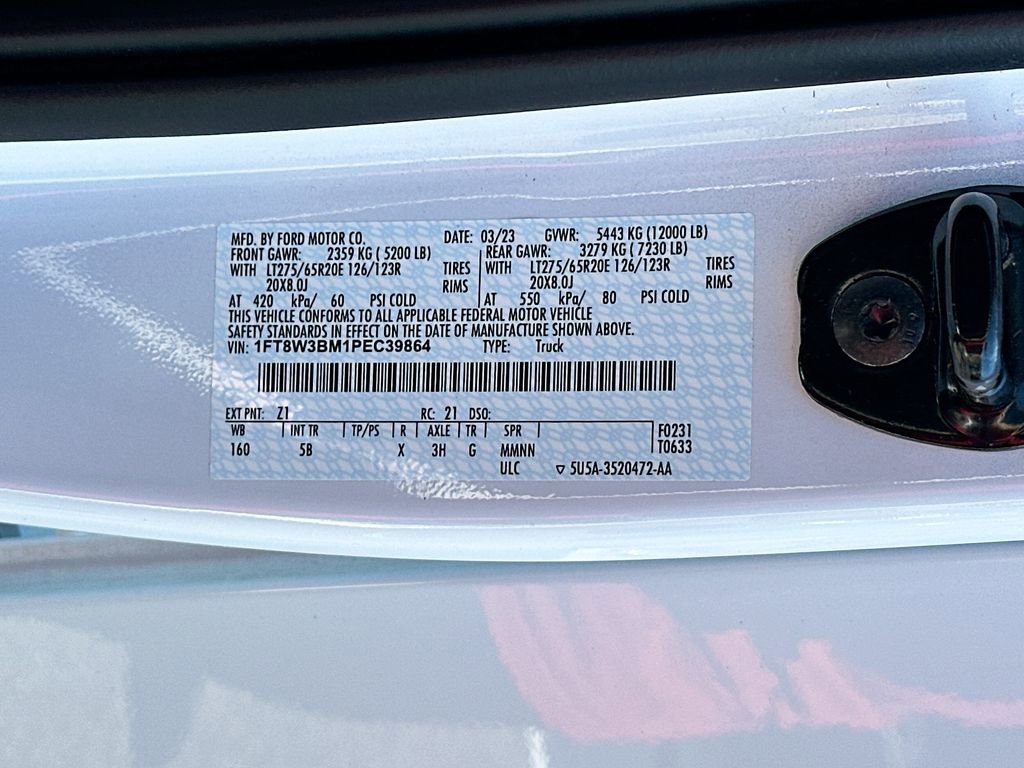 MFD. BY FORD MOTOR CO. DATE: 03/23 GVWR: 5443 KG (12000 LB)
FRONT GAWR: 2359 KG ( 5200 LB) REAR GAWR: 3279 KG ( 7230 LB)
WITH LT275/65R20E 126/123R TIRES WITH LT275/65R20E 126/123R TIRES
20X8.0J RIMS 20X8.0J RIMS
AT 420 kPa/ 60 PSI COLD AT 550 kPa/ 80 PSI COLD
THIS VEHICLE CONFORMS TO ALL APPLICABLE FEDERAL MOTOR VEHICLE
SAFETY STANDARDS IN EFFECT ON THE DATE OF MANUFACTURE SHOWN ABOVE.
VIN: 1FT8W3BM1PEC39864 TYPE: Truck
EXT PNT: Z1 RC: 21 DSO:
WB INT TR TP/PS R AXLE TR SPR F0231
160 5B X 3H G MMNN T0633
ULC ▽ 5U5A-3520472-AA